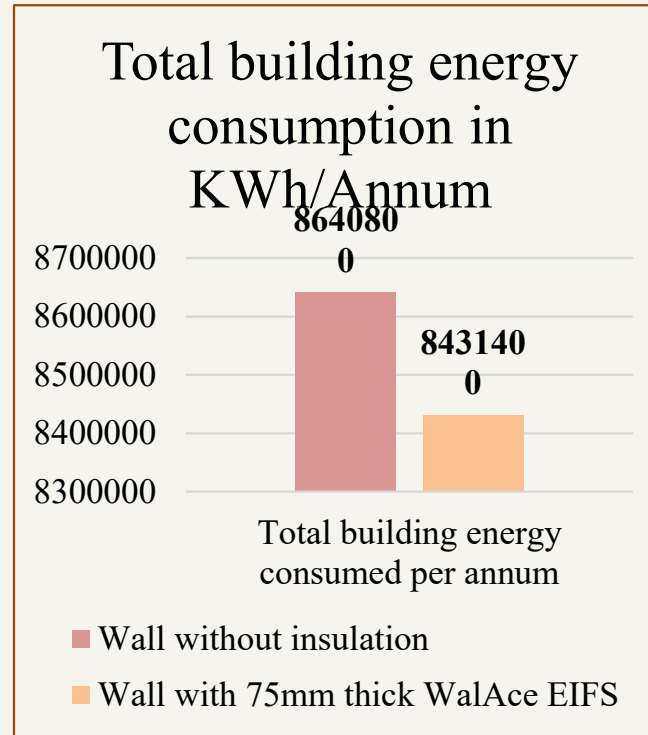 Total building energy
consumption in
KWh/Annum
864080
0
8700000
8600000
843140
0
8500000
8400000
8300000
Total building energy
consumed per annum
Wall without insulation
Wall with 75mm thick WalAce EIFS